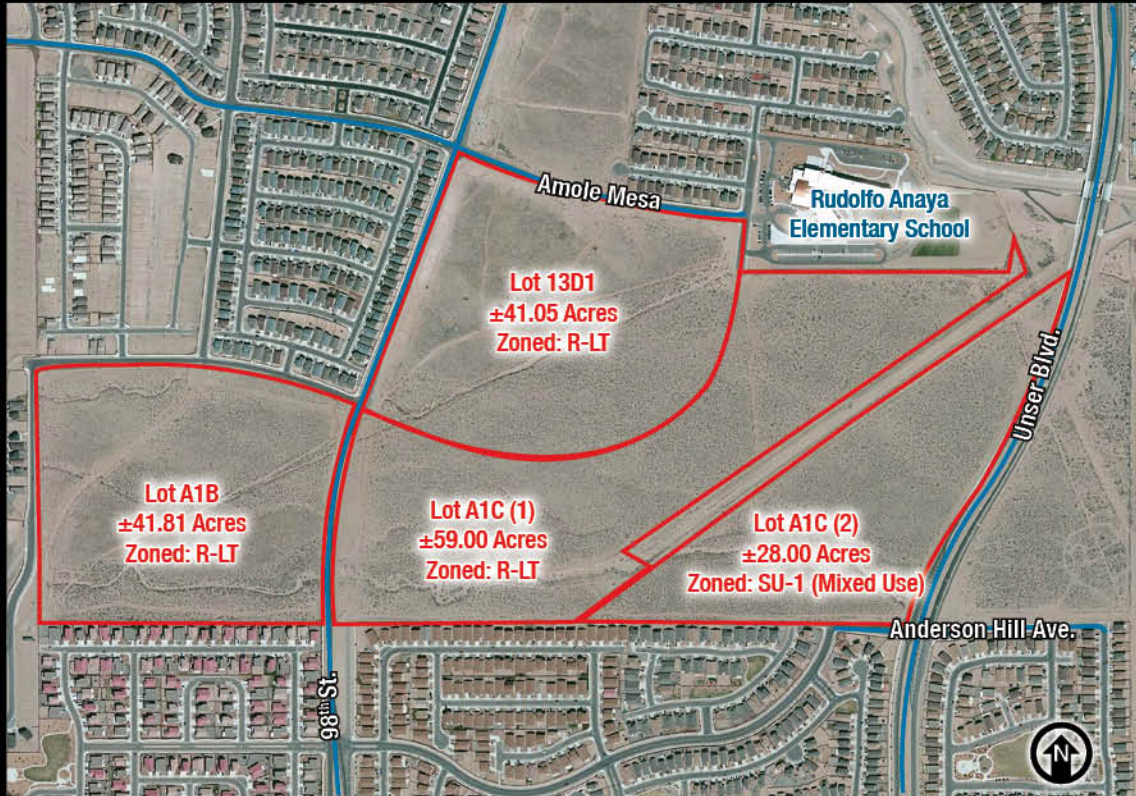 Amole Mesa
Rudolfo Anaya
Elementary School
Lot 13D1
±41.05 Acres
Zoned: R-LT
Unser Blvd.
Lot A1B
±41.81 Acres
Zoned: R-LT
Lot A1C (1)
±59.00 Acres
Zoned: R-LT
Lot A1C (2)
±28.00 Acres
Zoned: SU-1 (Mixed Use)
Anderson Hill Ave.
98th St.
N